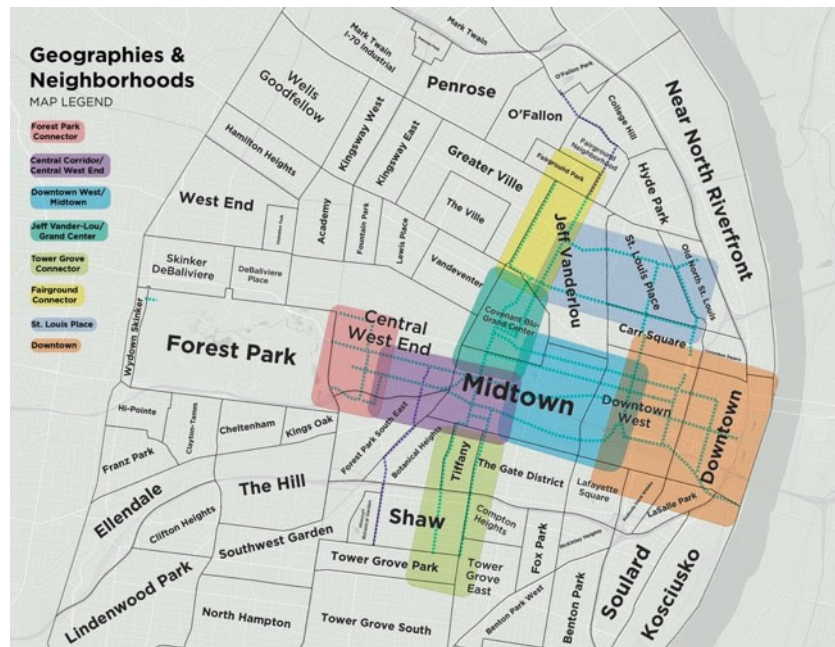 Geographies &
Neighborhoods
MAP LEGEND
Forest Park
Connector
Central Corridor/
Central West End
Downtown West/
Midtown
Jeff Vander-Lou/
Grand Center
Tower Grove
Connector
Fairground
Connector
St. Louis Place
Downtown
Mark Twain
I-70 Industrial
Mark Twain
Wells
Goodfellow
Penrose
O'Fallon Park
O'Fallon
College Hill
Near North Riverfront
Kingsway West
Kingsway East
Hamilton Heights
Greater Ville
Fairground
Neighborhood
Fairground Park
Hyde Park
West End
Academy
Fountain Park
Lewis Place
The Ville
Vandeventer
Jeff Vanderlou
St. Louis Place
Old North St. Louis
Skinker
DeBaliviere
DeBaliviere
Place
Wydown Skinker
Forest Park
Central
West End
Covenant Blu-
Grand Center
Carr Square
Midtown
Downtown
West
Downtown
Hi-Pointe
Clayton-Tamm
Cheltenham
Kings Oak
Forest Park South East
Botanical Heights
Tiffany
The Gate District
Lafayette
Square
LaSalle Park
Franz Park
Ellendale
The Hill
Clifton Heights
Southwest Garden
Shaw
Compton
Heights
Fox Park
McKinley Heights
Soulard
Kosciusko
Lindenwood Park
Tower Grove Park
Tower
Grove
East
Benton Park West
Benton Park
North Hampton
Tower Grove South